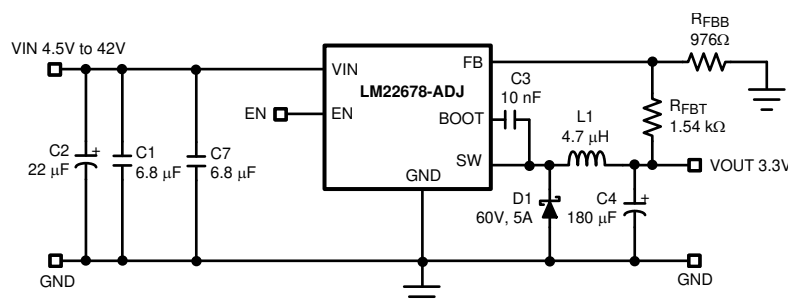 RFBB
976Ω
VIN 4.5V to 42V
VIN
FB
C3
10 nF
LM22678-ADJ
EN
EN
BOOT
L1
4.7 μH
RFBT
1.54 kΩ
C2
+
22 μF
C1
6.8 μF
C7
6.8 μF
SW
VOUT 3.3V
GND
D1
60V, 5A
C4
+
180 μF
GND
GND